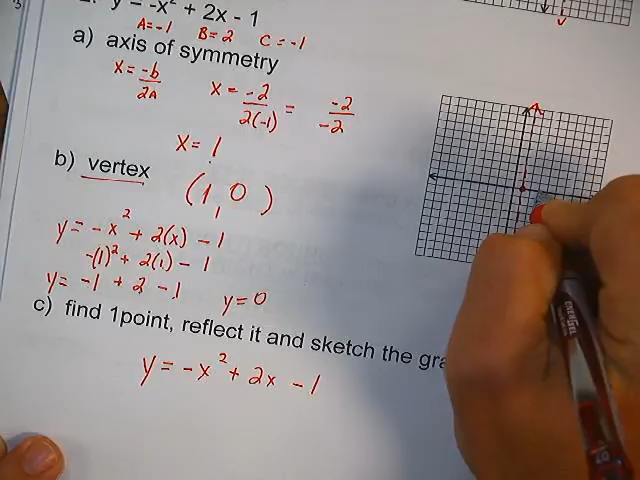 y = -x² + 2x - 1
A=-1 B=2 C=-1
a) axis of symmetry
x = -b/2A x = -2/2(-1) = -2/-2
x = 1
b) vertex
(1, 0)
y = -x² + 2(x) - 1
-(1)² + 2(1) - 1
y = -1 + 2 - 1 y = 0
c) find 1point, reflect it and sketch the gra
y = -x² + 2x - 1
ENERGEL